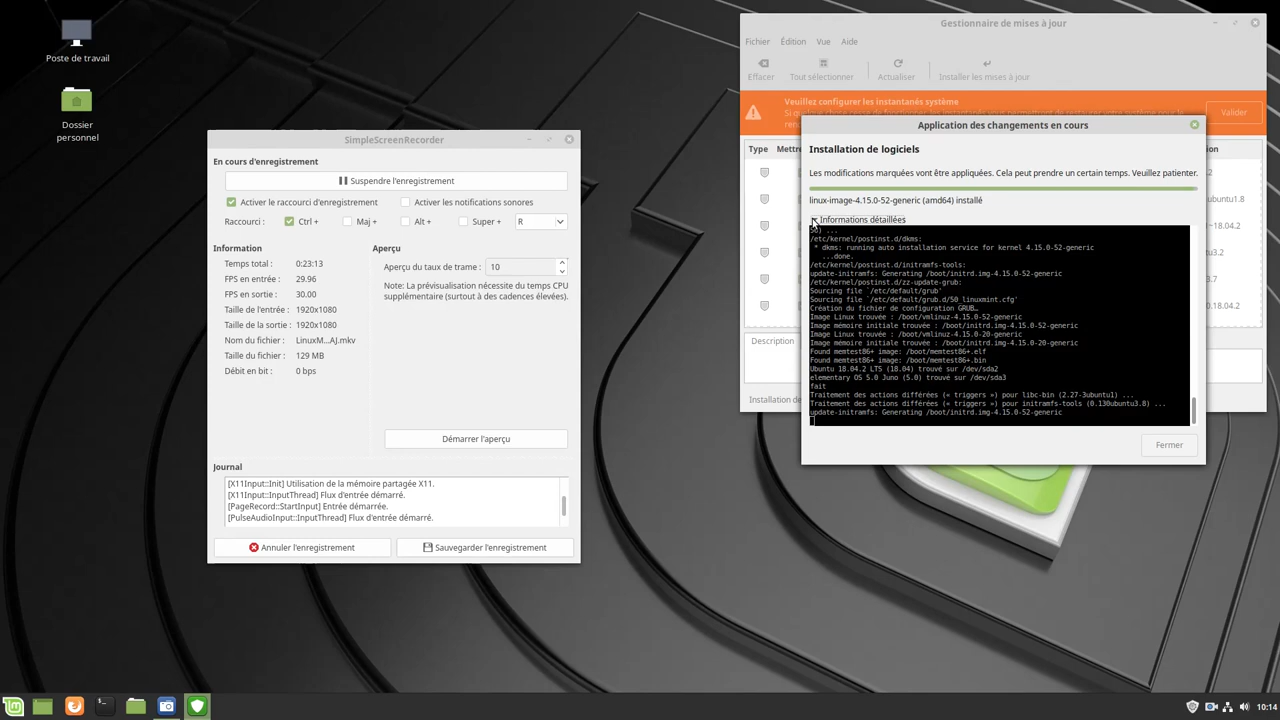 Poste de travail
Dossier
personnel
SimpleScreenRecorder
En cours d'enregistrement
Suspendre l'enregistrement
Activer le raccourci d'enregistrement
Activer les notifications sonores
Raccourci :
Ctrl +
Maj +
Alt +
Super +
R
Information
Temps total :
0:23:13
FPS en entrée :
29.96
FPS en sortie :
30.00
Taille de l'entrée :
1920x1080
Taille de la sortie :
1920x1080
Nom du fichier :
LinuxM...AJ.mkv
Taille du fichier :
129 MB
Débit en bit :
0 bps
Aperçu
Aperçu du taux de trame :
10
Note: La prévisualisation nécessite du temps CPU
supplémentaire (surtout à des cadences élevées).
Démarrer l'aperçu
Journal
[X11Input::Init] Utilisation de la mémoire partagée X11.
[X11Input::InputThread] Flux d'entrée démarré.
[PageRecord::StartInput] Entrée démarrée.
[PulseAudioInput::InputThread] Flux d'entrée démarré.
Annuler l'enregistrement
Sauvegarder l'enregistrement
Gestionnaire de mises à jour
Fichier
Édition
Vue
Aide
Effacer
Tout sélectionner
Actualiser
Installer les mises à jour
Veuillez configurer les instantanés système
Valider
Type
Description
Application des changements en cours
Installation de logiciels
Les modifications marquées vont être appliquées. Cela peut prendre un certain temps. Veuillez patienter.
linux-image-4.15.0-52-generic (amd64) installé
Informations détaillées
/etc/kernel/postinst.d/dkms:
* dkms: running auto installation service for kernel 4.15.0-52-generic
...done.
/etc/kernel/postinst.d/initramfs-tools:
update-initramfs: Generating /boot/initrd.img-4.15.0-52-generic
/etc/kernel/postinst.d/zz-update-grub:
Sourcing file `/etc/default/grub'
Sourcing file `/etc/default/grub.d/50_linuxmint.cfg'
Création du fichier de configuration GRUB…
Image Linux trouvée : /boot/vmlinuz-4.15.0-52-generic
Image mémoire initiale trouvée : /boot/initrd.img-4.15.0-52-generic
Image Linux trouvée : /boot/vmlinuz-4.15.0-20-generic
Image mémoire initiale trouvée : /boot/initrd.img-4.15.0-20-generic
Found memtest86+ image: /boot/memtest86+.elf
Found memtest86+ image: /boot/memtest86+.bin
Ubuntu 18.04.2 LTS (18.04) trouvé sur /dev/sda2
elementary OS 5.0 Juno (5.0) trouvé sur /dev/sda3
fait
Traitement des actions différées (« triggers ») pour libc-bin (2.27-3ubuntu1) ...
Traitement des actions différées (« triggers ») pour initramfs-tools (0.130ubuntu3.8) ...
update-initramfs: Generating /boot/initrd.img-4.15.0-52-generic
Fermer
10:14